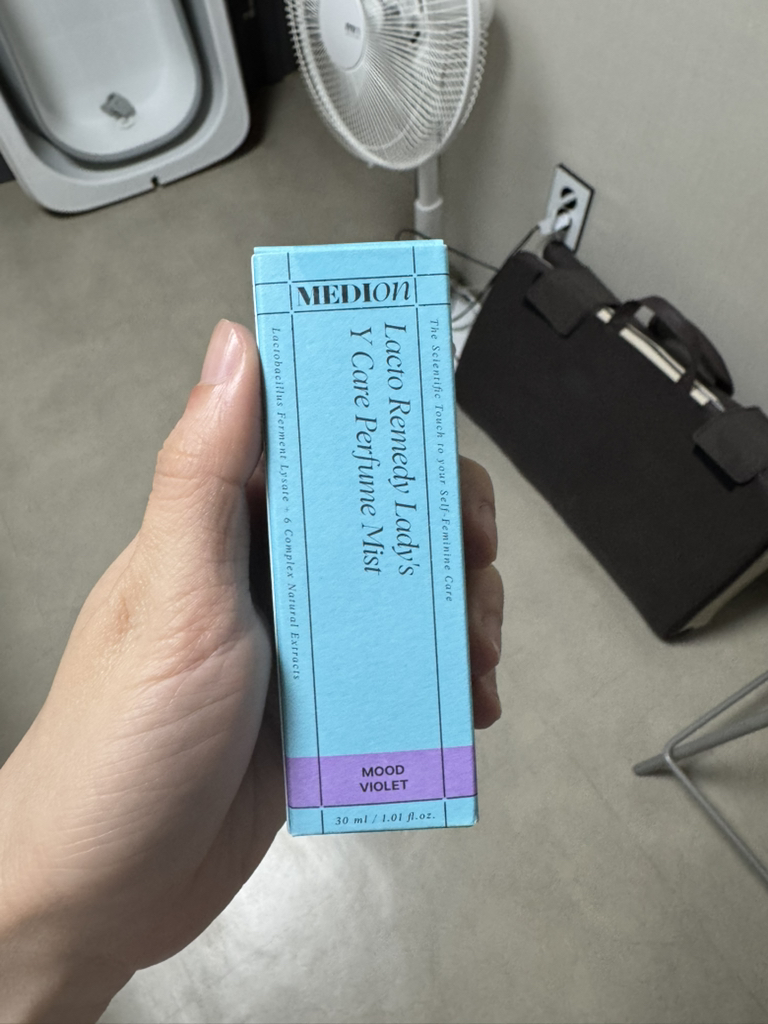 MEDIon
The Scientific Touch to your Self-Feminine Care
Lacto Remedy Lady's
Y Care Perfume Mist
Lactobacillus Ferment Lysate + 6 Complex Natural Extracts
MOOD
VIOLET
30 ml / 1.01 fl.oz.